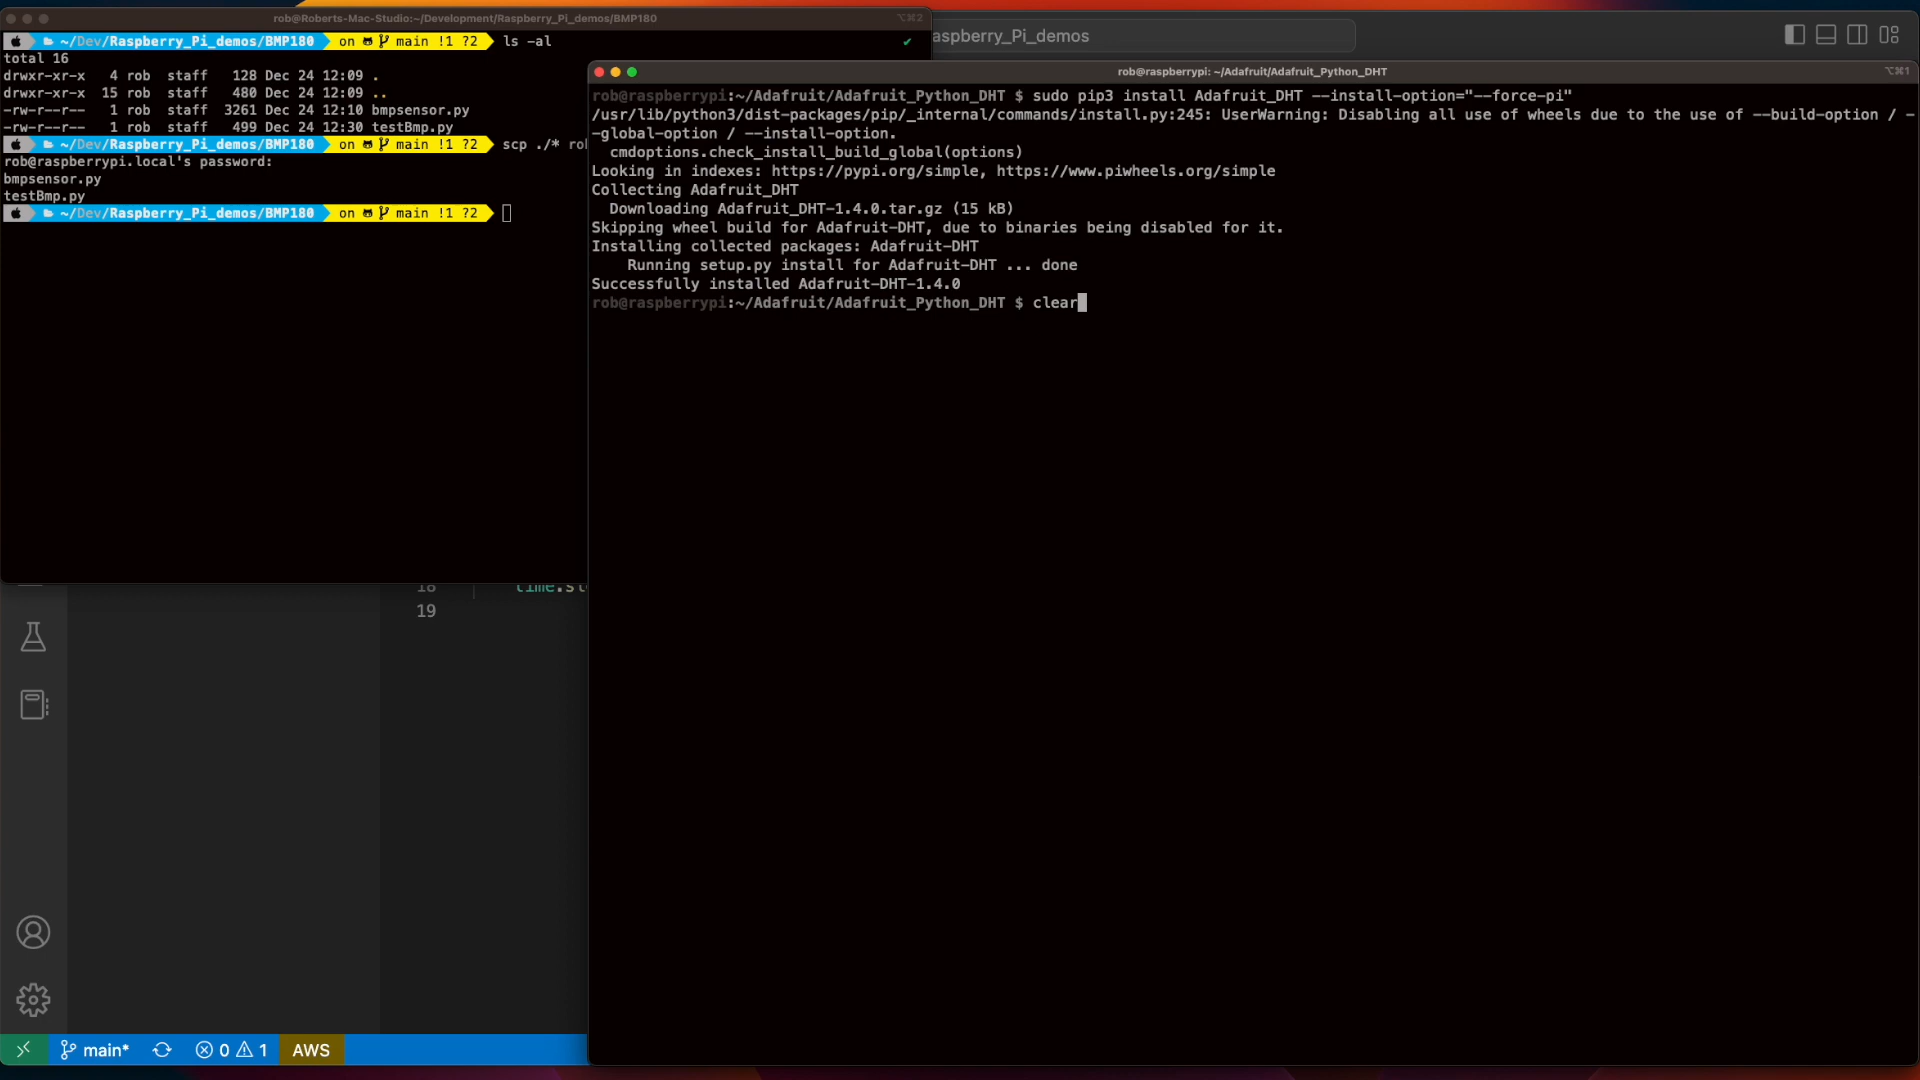 rob@Roberts-Mac-Studio:~/Development/Raspberry_Pi_demos/BMP180
⌥⌘2
~/Dev/Raspberry_Pi_demos/BMP180 on main !1 ?2 ls -al ✔
total 16
drwxr-xr-x 4 rob staff 128 Dec 24 12:09 .
drwxr-xr-x 15 rob staff 480 Dec 24 12:09 ..
-rw-r--r-- 1 rob staff 3261 Dec 24 12:10 bmpsensor.py
-rw-r--r-- 1 rob staff 499 Dec 24 12:30 testBmp.py
~/Dev/Raspberry_Pi_demos/BMP180 on main !1 ?2 scp ./*
rob@raspberrypi.local's password:
bmpsensor.py
testBmp.py
~/Dev/Raspberry_Pi_demos/BMP180 on main !1 ?2
aspberry_Pi_demos
rob@raspberrypi: ~/Adafruit/Adafruit_Python_DHT
⌥⌘1
rob@raspberrypi:~/Adafruit/Adafruit_Python_DHT $ sudo pip3 install Adafruit_DHT --install-option="--force-pi"
/usr/lib/python3/dist-packages/pip/_internal/commands/install.py:245: UserWarning: Disabling all use of wheels due to the use of --build-option / -
-global-option / --install-option.
cmdoptions.check_install_build_global(options)
Looking in indexes: https://pypi.org/simple, https://www.piwheels.org/simple
Collecting Adafruit_DHT
Downloading Adafruit_DHT-1.4.0.tar.gz (15 kB)
Skipping wheel build for Adafruit-DHT, due to binaries being disabled for it.
Installing collected packages: Adafruit-DHT
Running setup.py install for Adafruit-DHT ... done
Successfully installed Adafruit-DHT-1.4.0
rob@raspberrypi:~/Adafruit/Adafruit_Python_DHT $ clear
18
19
main* 0 1 AWS